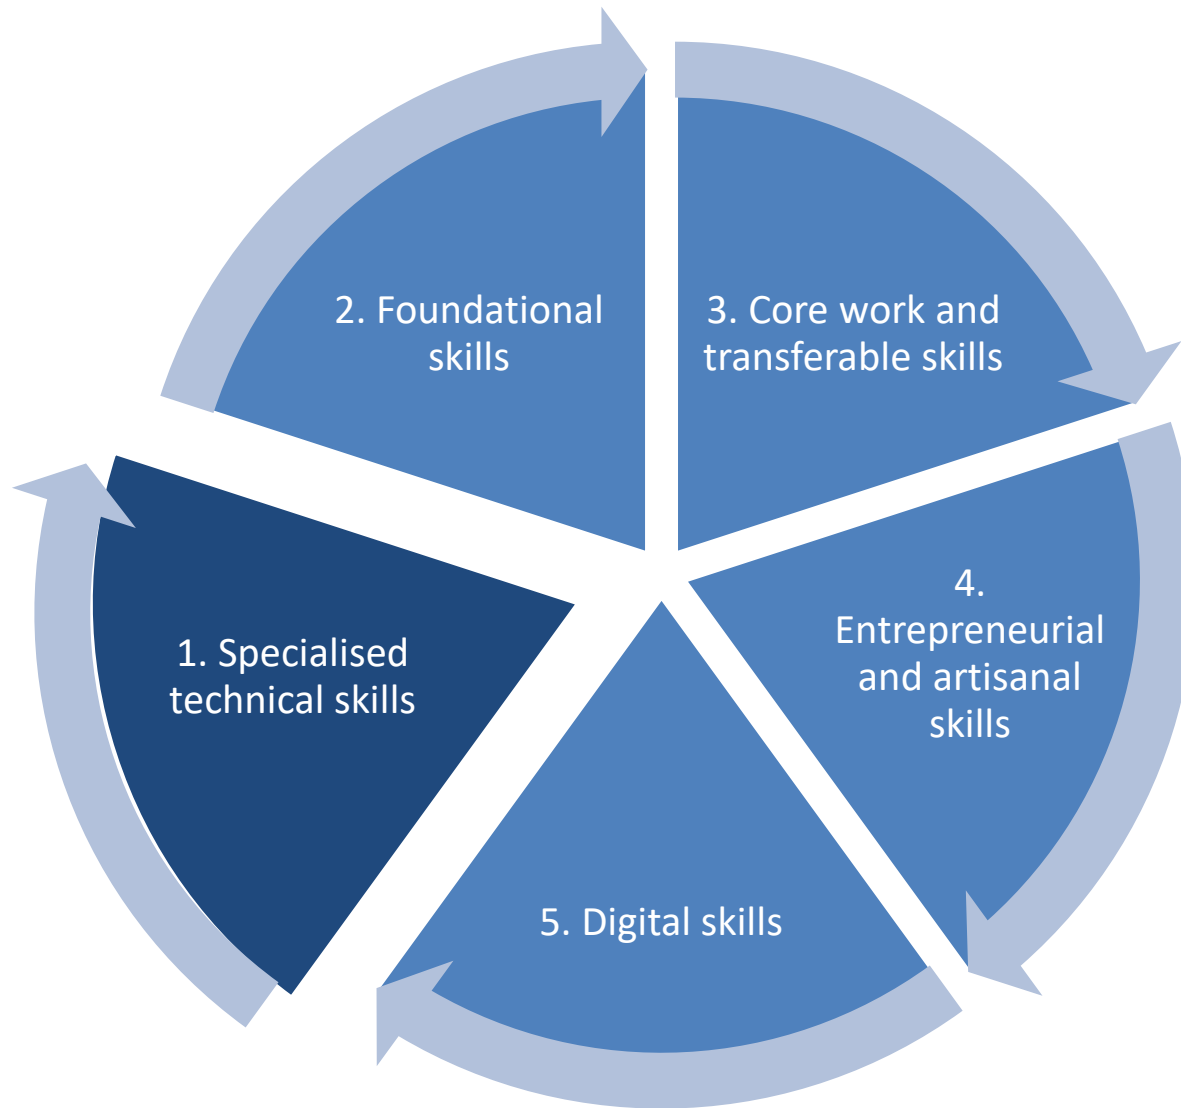 1. Specialised
technical skills
2. Foundational
skills
3. Core work and
transferable skills
4.
Entrepreneurial
and artisanal
skills
5. Digital skills